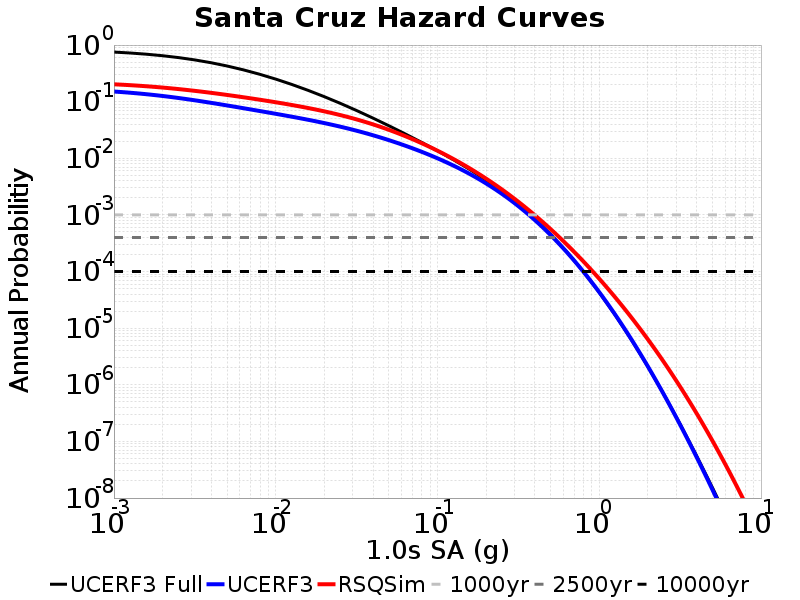 Santa Cruz Hazard Curves
Annual Probabilitiy
10^0
10^-1
10^-2
10^-3
10^-4
10^-5
10^-6
10^-7
10^-8
10^-3 10^-2 10^-1 10^0 10^1
1.0s SA (g)
UCERF3 Full UCERF3 RSQSim 1000yr 2500yr 10000yr